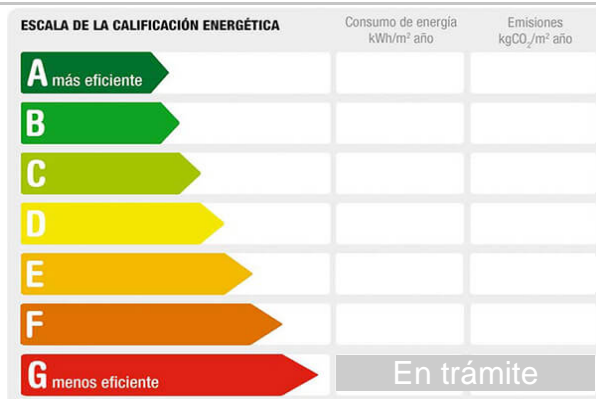 ESCALA DE LA CALIFICACIÓN ENERGÉTICA
Consumo de energía
kWh/m² año
Emisiones
kgCO₂/m² año
A más eficiente
B
C
D
E
F
G menos eficiente
En trámite